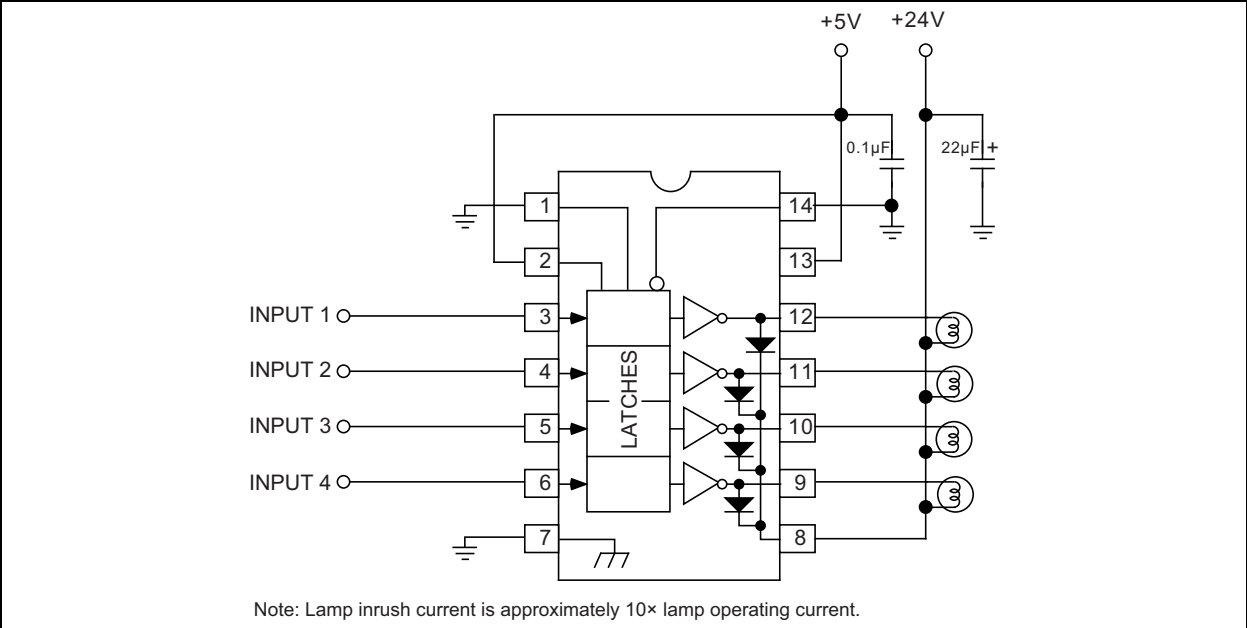 +5V
+24V
0.1µF
22µF
+
1
14
2
13
INPUT 1
3
12
INPUT 2
4
11
LATCHES
INPUT 3
5
10
INPUT 4
6
9
7
8
Note: Lamp inrush current is approximately 10× lamp operating current.